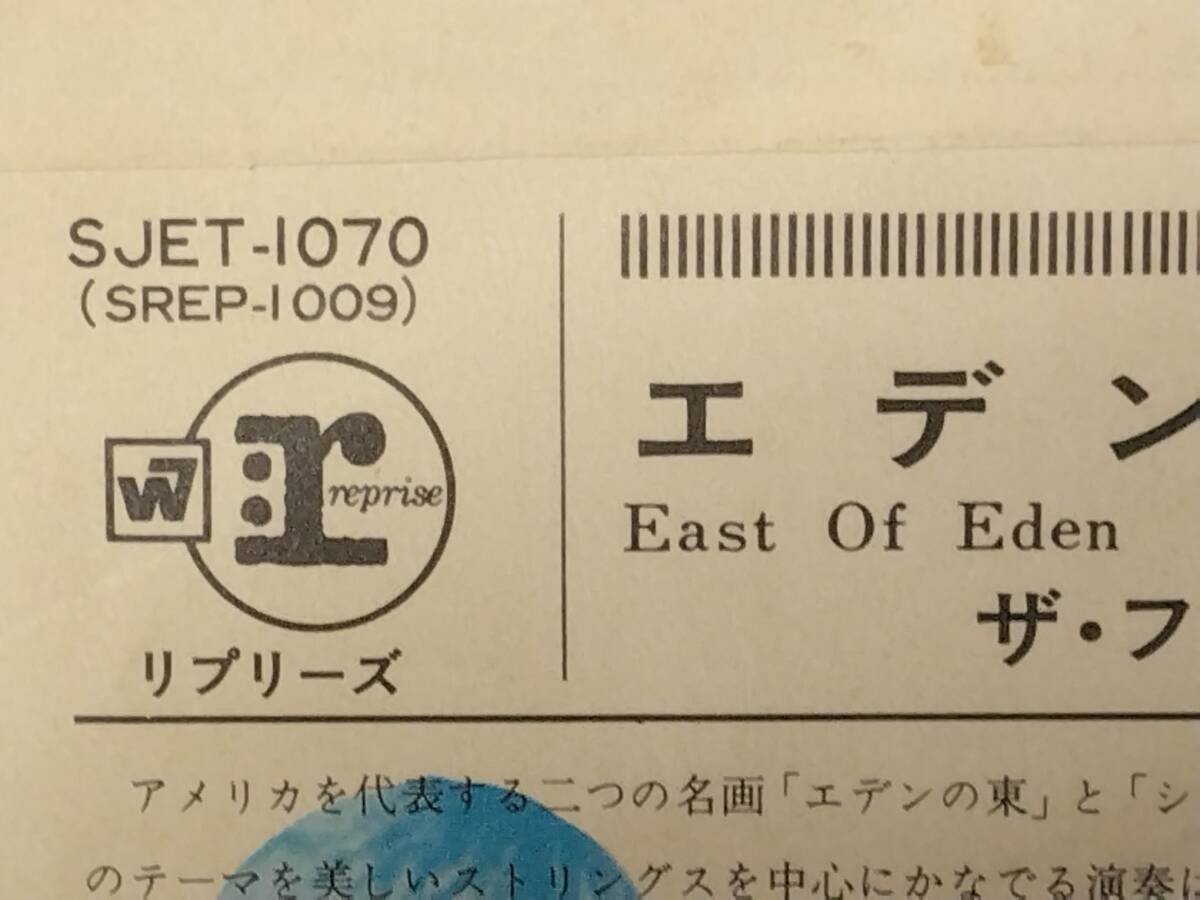 SJET-1070
(SREP-1009)
W7
r reprise
リプリーズ
エデン
East Of Eden
ザ・フ
アメリカを代表する二つの名画「エデンの東」と「シ
のテーマを美しいストリングスを中心にかなでる演奏は